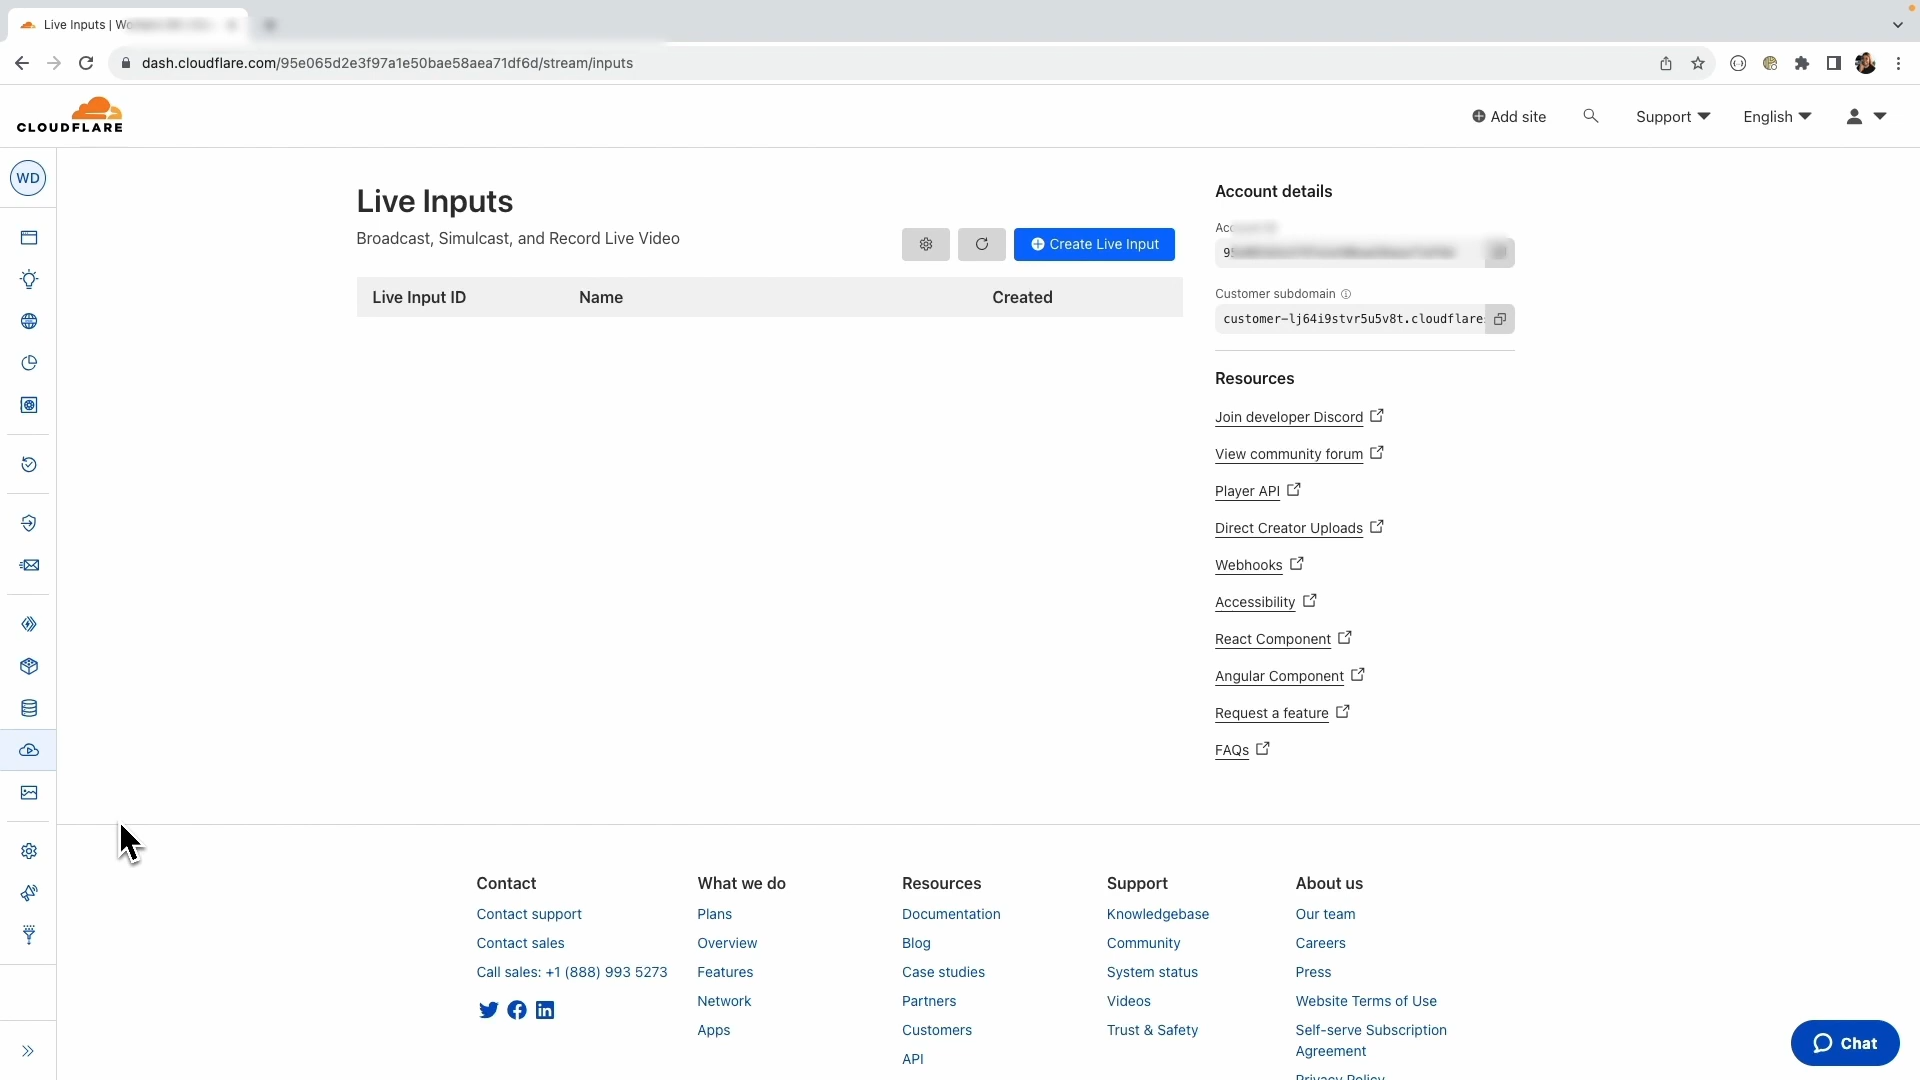 Live Inputs | Wo
dash.cloudflare.com/95e065d2e3f97a1e50bae58aea71df6d/stream/inputs
CLOUDFLARE
Add site
Support
English
WD
Live Inputs
Broadcast, Simulcast, and Record Live Video
Create Live Input
Live Input ID Name Created
Account details
Customer subdomain
customer-lj64i9stvr5u5v8t.cloudflare
Resources
Join developer Discord
View community forum
Player API
Direct Creator Uploads
Webhooks
Accessibility
React Component
Angular Component
Request a feature
FAQs
Contact
Contact support
Contact sales
Call sales: +1 (888) 993 5273
What we do
Plans
Overview
Features
Network
Apps
Resources
Documentation
Blog
Case studies
Partners
Customers
API
Support
Knowledgebase
Community
System status
Videos
Trust & Safety
About us
Our team
Careers
Press
Website Terms of Use
Self-serve Subscription
Agreement
Privacy Policy
Chat